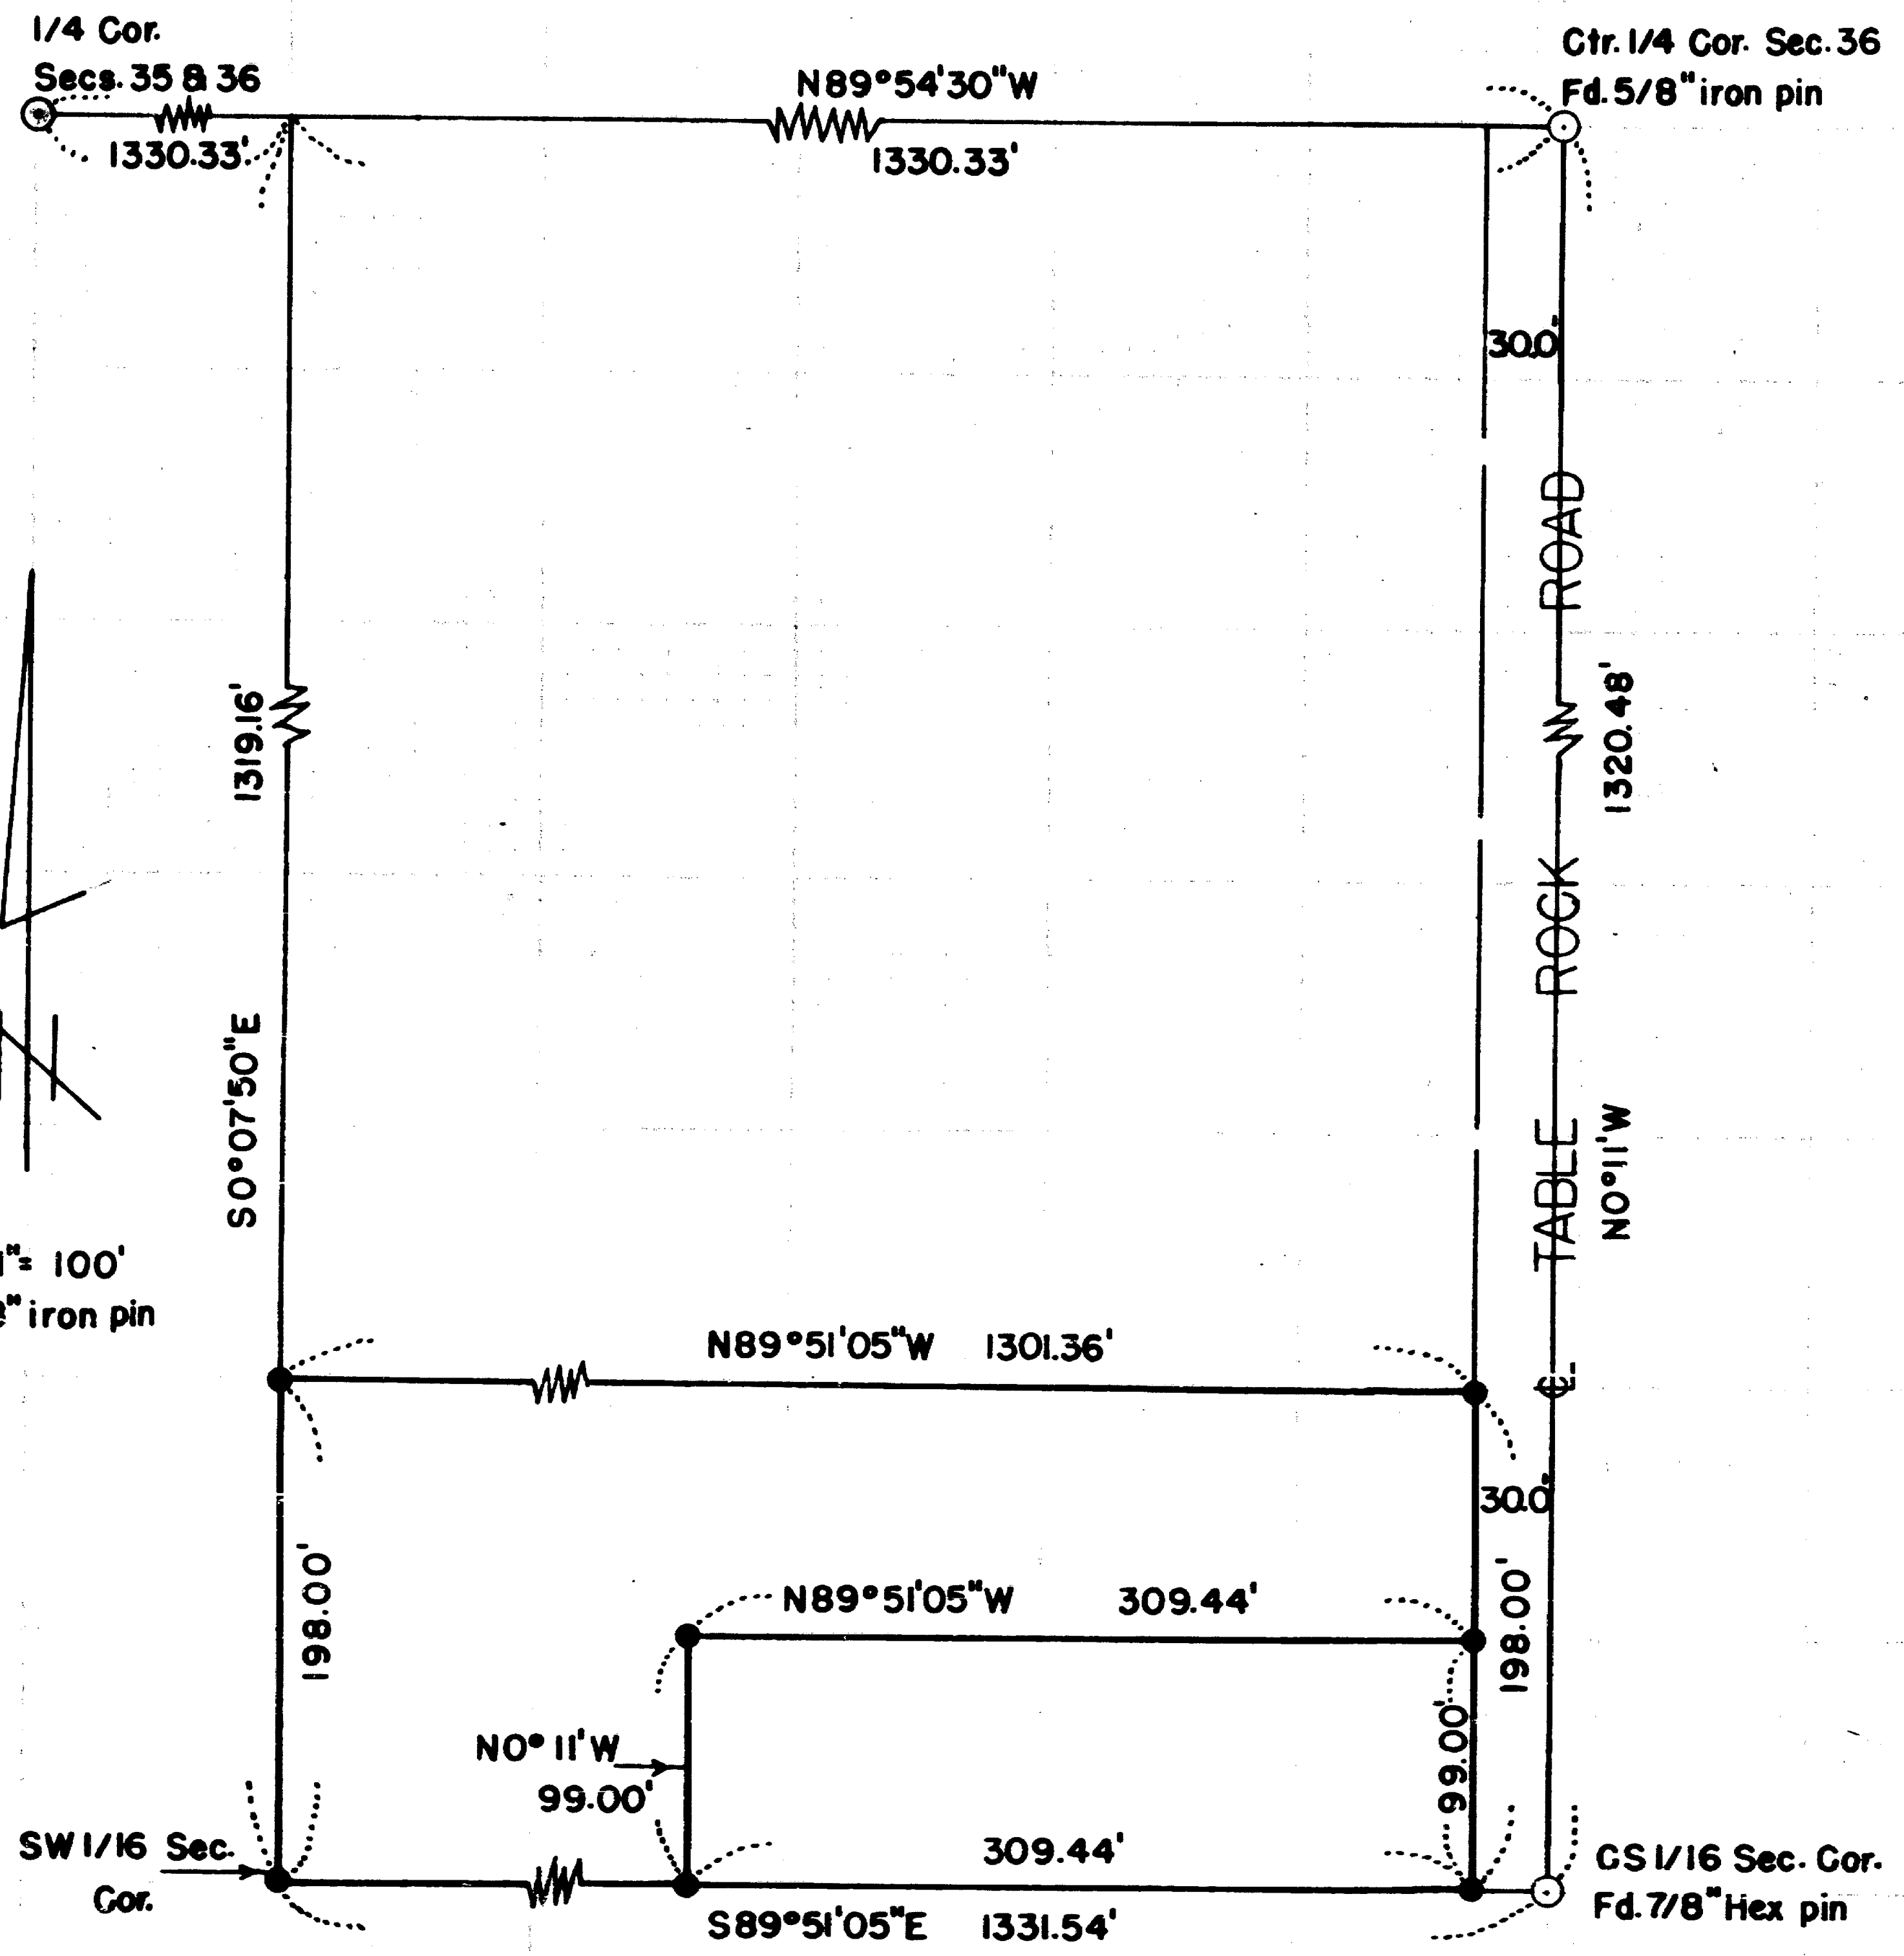 1/4 Cor.
Secs. 35 & 36
1330.33'
N89°54'30"W
1330.33'
Ctr. 1/4 Cor. Sec. 36
Fd. 5/8" iron pin
30.0'
1319.16'
S0°07'50"E
TABLE ROCK ROAD
1320.48'
N0°11'W
1"= 100'
" iron pin
N89°51'05"W 1301.36'
℄
30.0'
198.00'
198.00'
N89°51'05"W 309.44'
N0°11'W
99.00'
99.00'
309.44'
SW 1/16 Sec.
Cor.
S89°51'05"E 1331.54'
CS 1/16 Sec. Cor.
Fd. 7/8" Hex pin